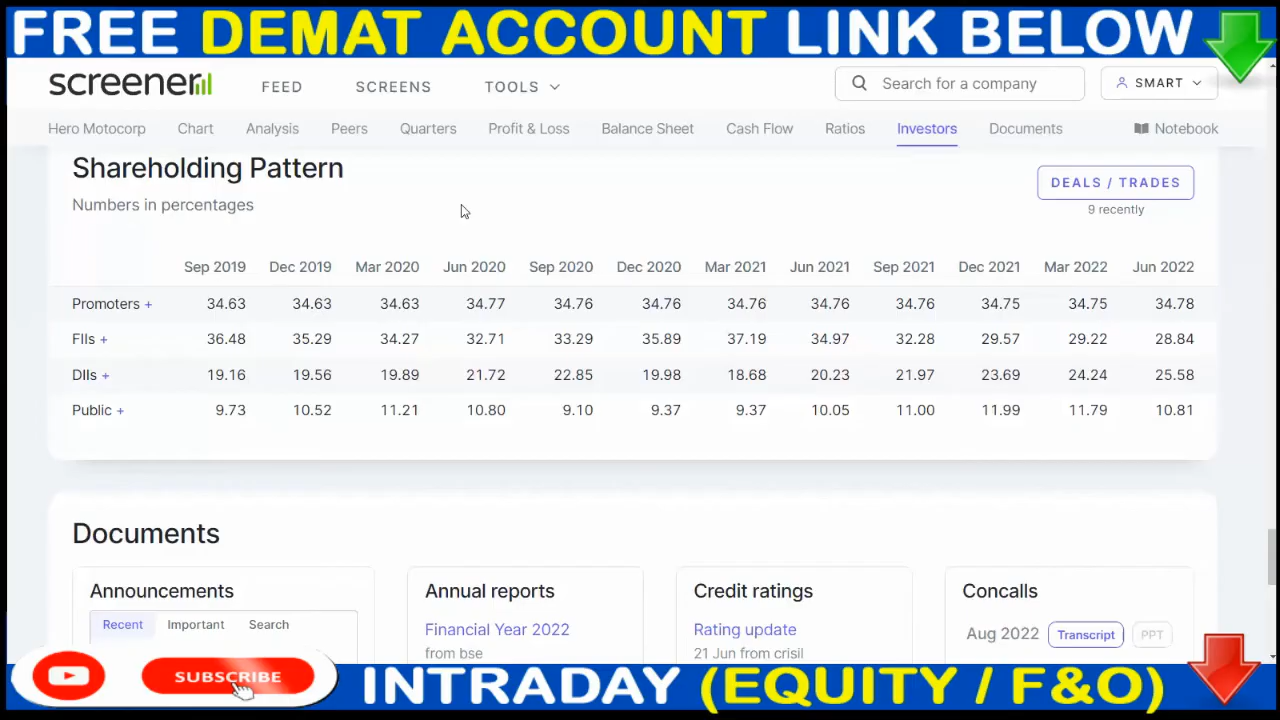 FREE DEMAT ACCOUNT LINK BELOW
screener FEED SCREENS TOOLS Search for a company SMART
Hero Motocorp Chart Analysis Peers Quarters Profit & Loss Balance Sheet Cash Flow Ratios Investors Documents Notebook
Shareholding Pattern
DEALS / TRADES
Numbers in percentages
9 recently
Sep 2019 Dec 2019 Mar 2020 Jun 2020 Sep 2020 Dec 2020 Mar 2021 Jun 2021 Sep 2021 Dec 2021 Mar 2022 Jun 2022
Promoters + 34.63 34.63 34.63 34.77 34.76 34.76 34.76 34.76 34.76 34.75 34.75 34.78
FIIs + 36.48 35.29 34.27 32.71 33.29 35.89 37.19 34.97 32.28 29.57 29.22 28.84
DIIs + 19.16 19.56 19.89 21.72 22.85 19.98 18.68 20.23 21.97 23.69 24.24 25.58
Public + 9.73 10.52 11.21 10.80 9.10 9.37 9.37 10.05 11.00 11.99 11.79 10.81
Documents
Announcements Annual reports Credit ratings Concalls
Recent Important Search Financial Year 2022 Rating update Aug 2022 Transcript PPT
from bse 21 Jun from crisil
SUBSCRIBE INTRADAY (EQUITY / F&O)